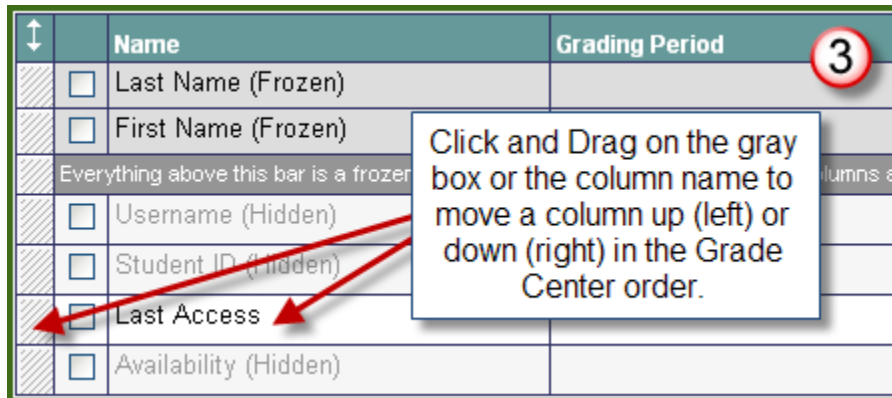 Name Grading Period
3
Last Name (Frozen)
First Name (Frozen)
Everything above this bar is a frozen
Username (Hidden)
Student ID (Hidden)
Last Access
Availability (Hidden)
Click and Drag on the gray
box or the column name to
move a column up (left) or
down (right) in the Grade
Center order.